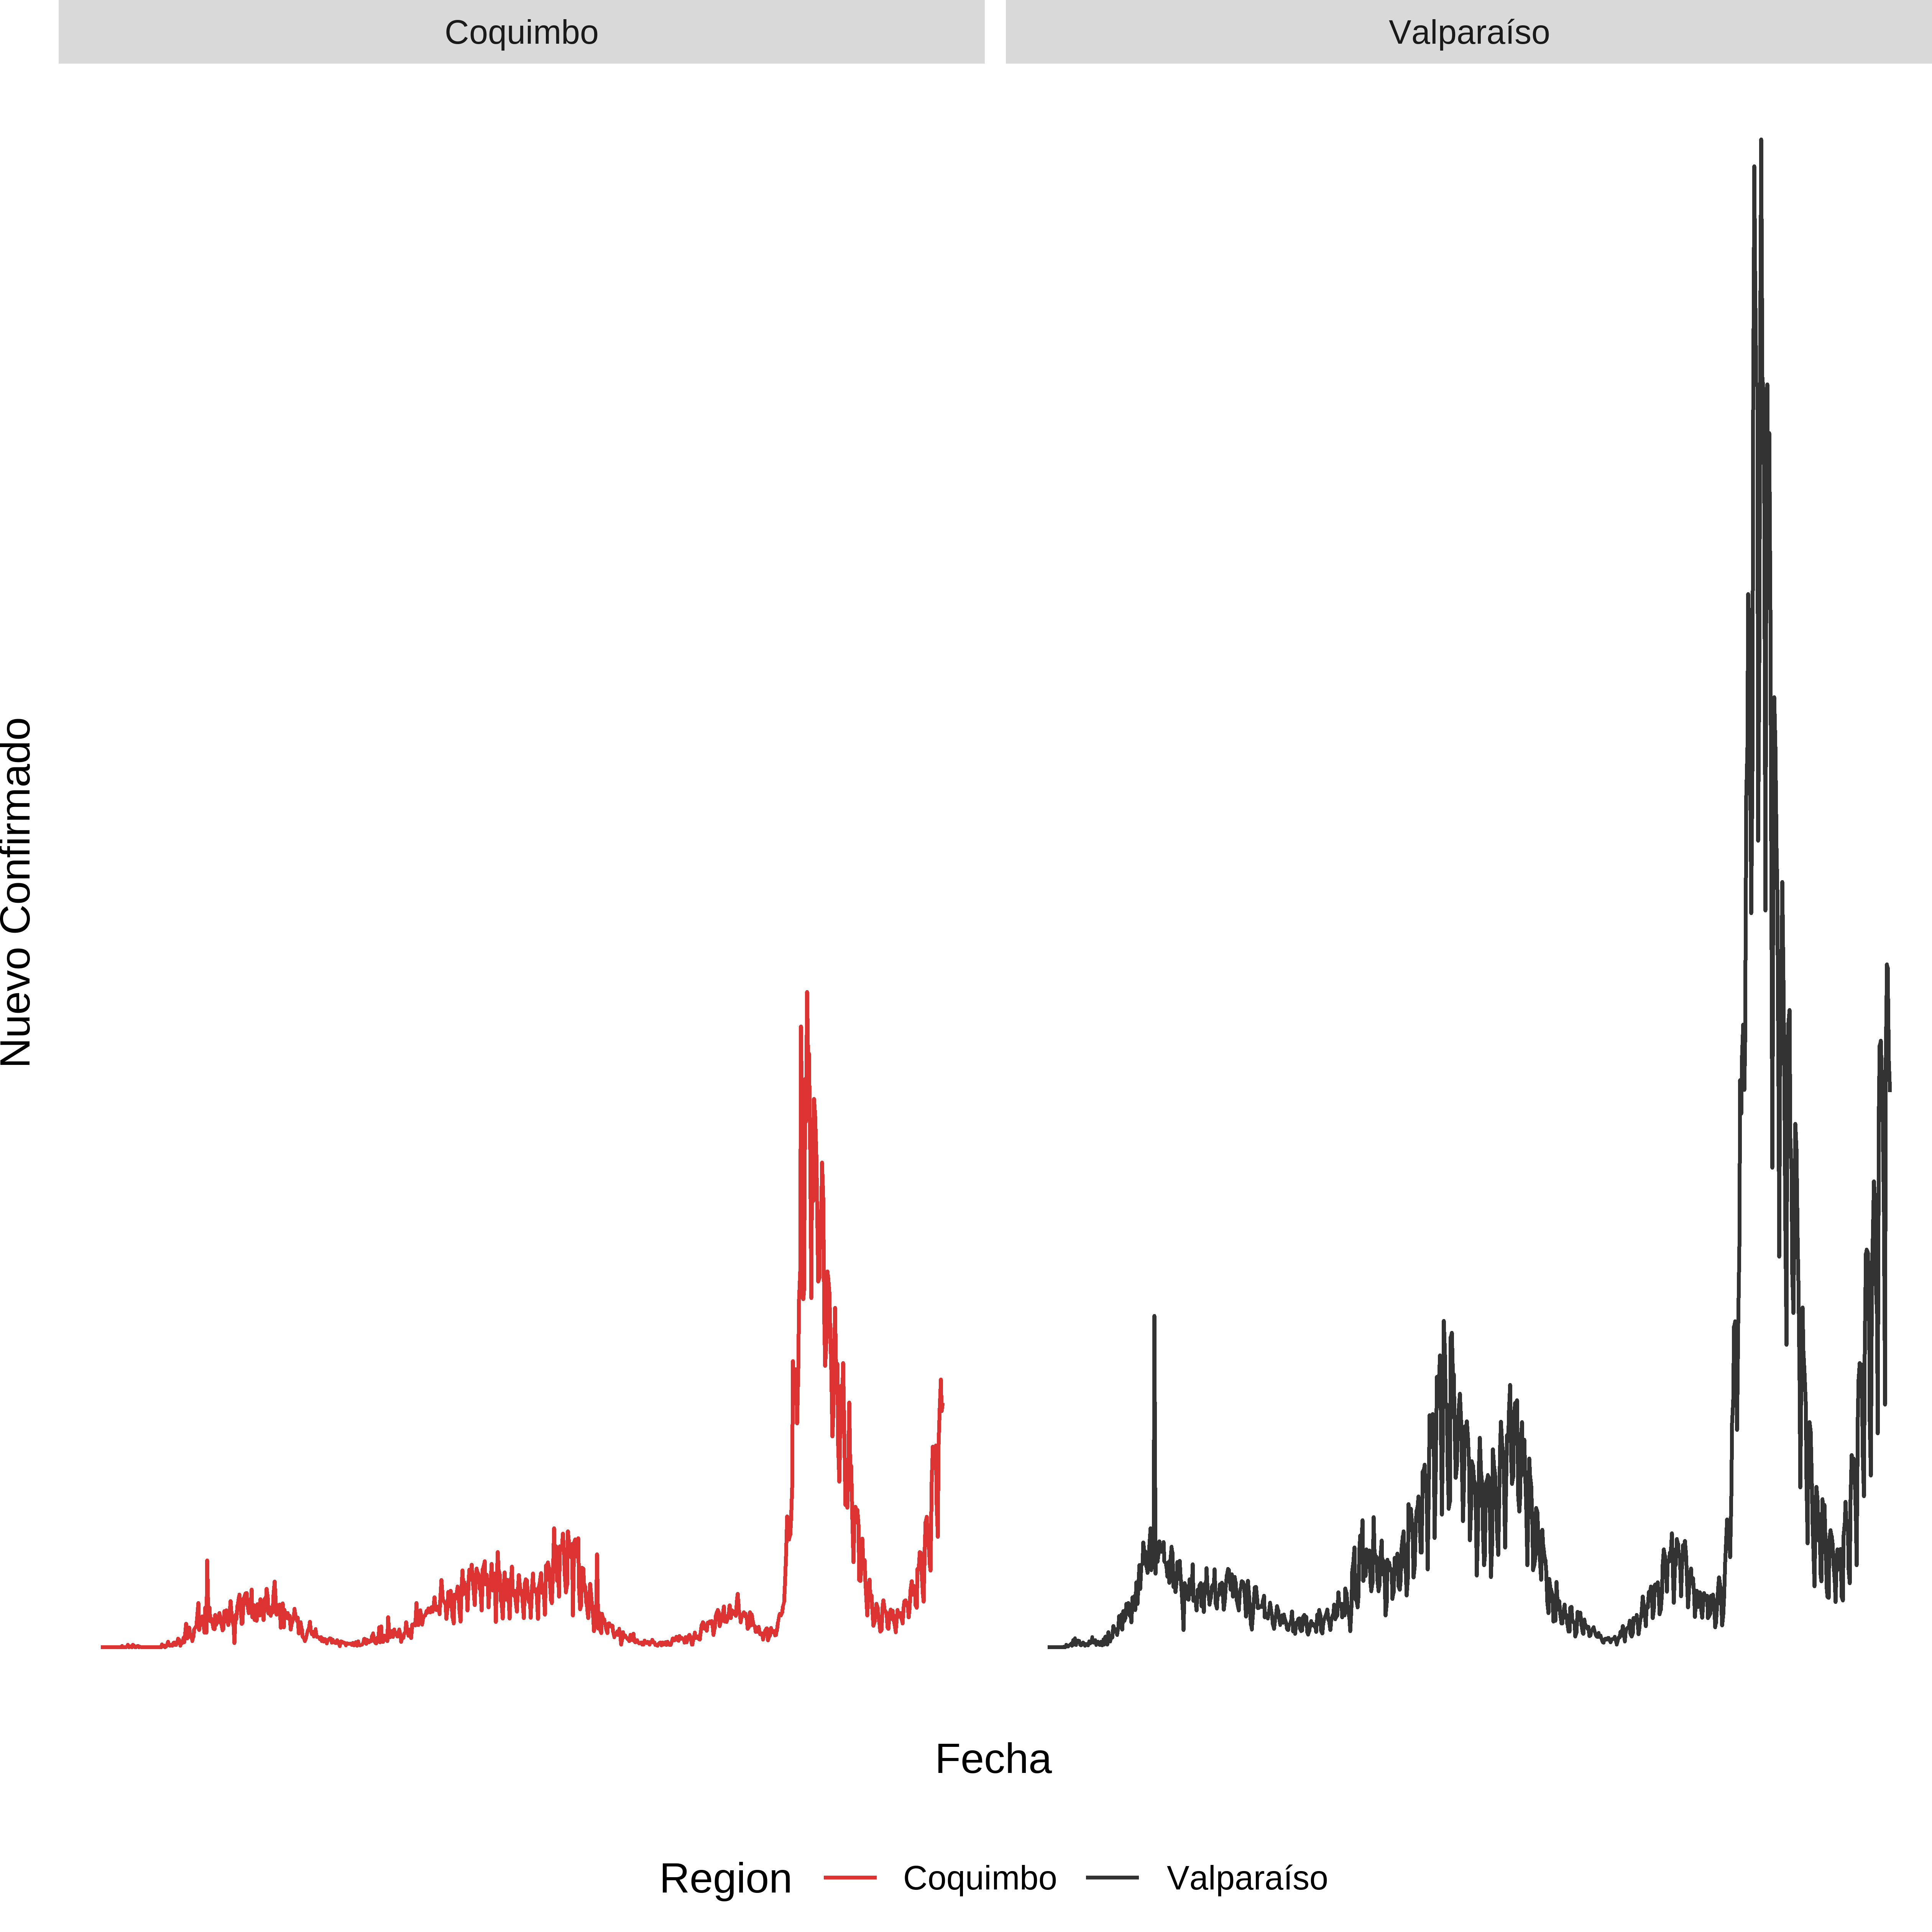 Coquimbo
Valparaíso
Nuevo Confirmado
Fecha
Region Coquimbo Valparaíso